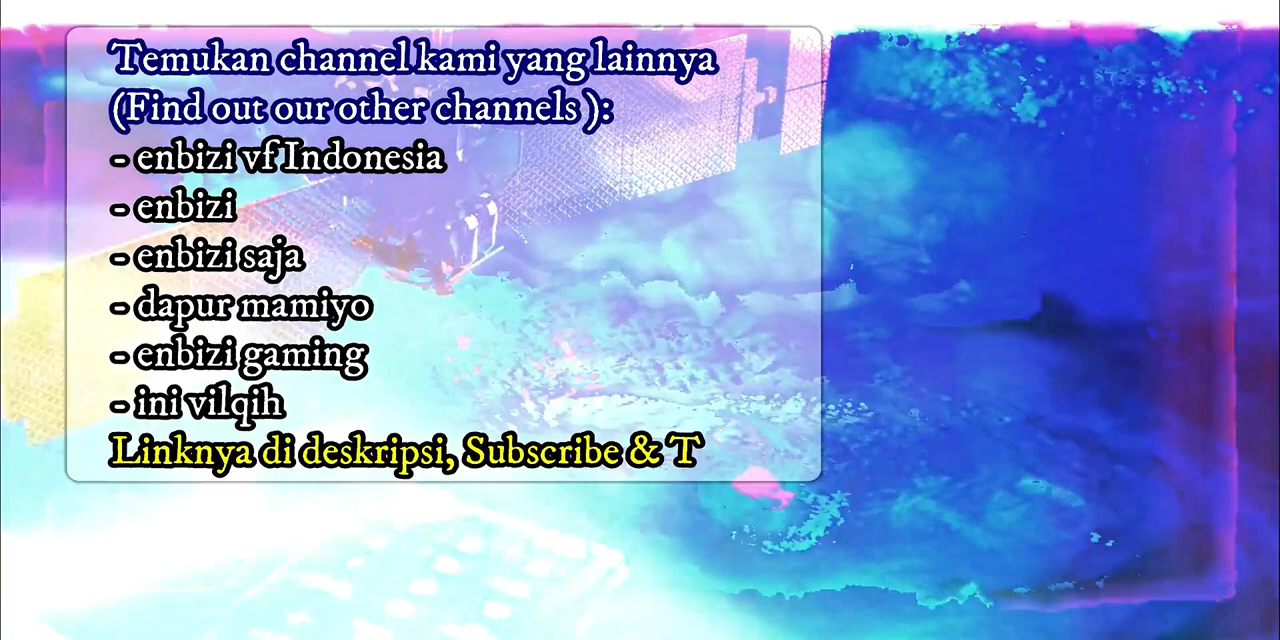 Temukan channel kami yang lainnya
(Find out our other channels ):
- enbizi vf Indonesia
- enbizi
- enbizi saja
- dapur mamiyo
- enbizi gaming
- ini vilqih
Linknya di deskripsi, Subscribe & T